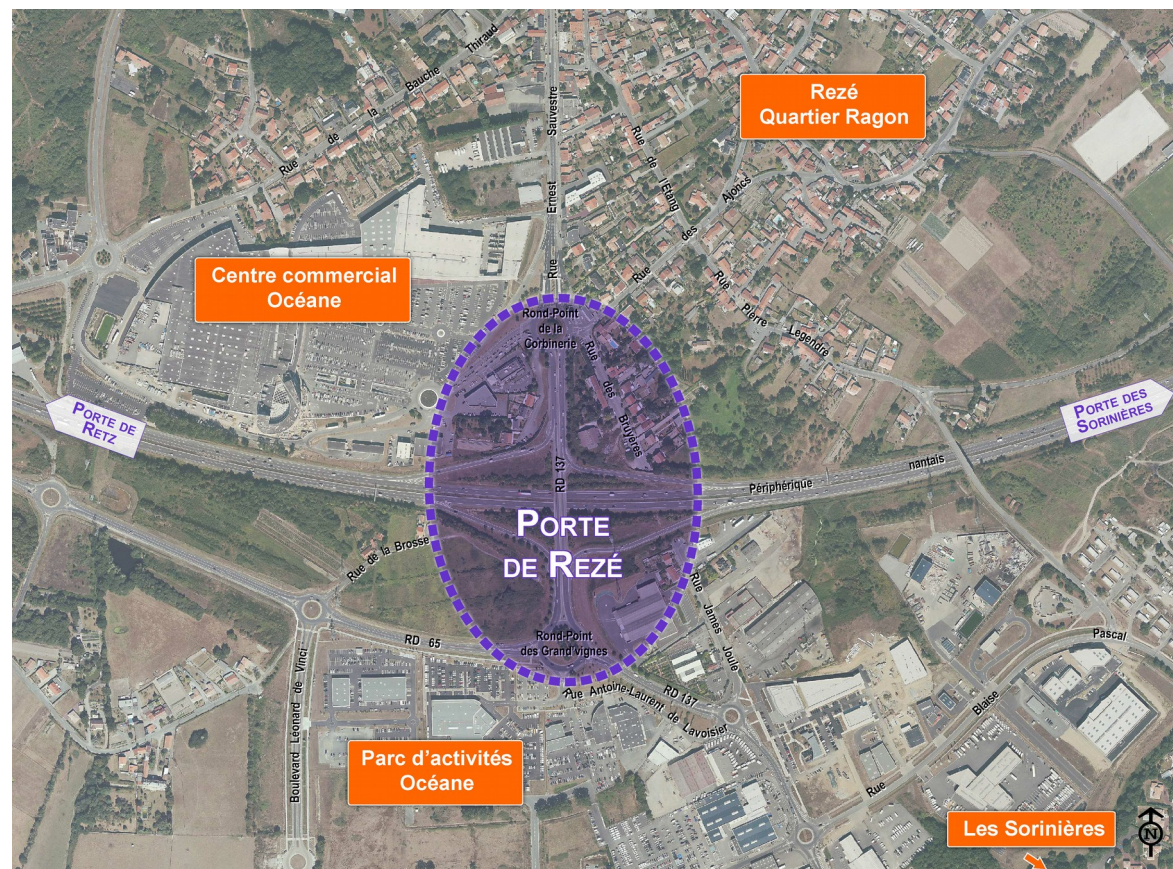 Rue de la Bauche Thiraud
Rue Ernest Sauvestre
Rezé
Quartier Ragon
Rue de l'Etang
Rue des Ajoncs
Centre commercial
Océane
Rue Pierre Legendre
Rond-Point
de la
Corbinerie
Rue des Bruyères
PORTE DE
RETZ
PORTE DES
SORINIÈRES
RD 137
Périphérique nantais
PORTE
DE REZÉ
Rue de la Brosse
Rue James Joule
RD 65
Rond-Point
des Grand'vignes
Pascal
Blaise
Rue
RD 137
Rue Antoine-Laurent de Lavoisier
Boulevard Leonard de Vinci
Parc d'activités
Océane
Les Sorinières
N